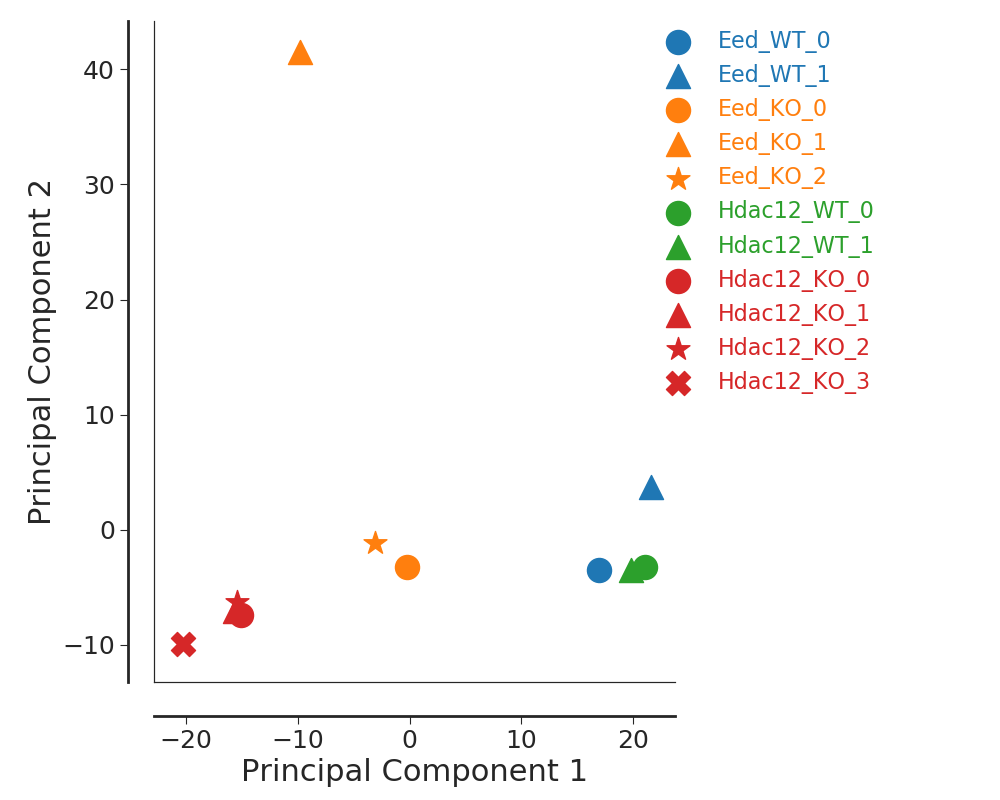 Eed_WT_0
Eed_WT_1
Eed_KO_0
Eed_KO_1
Eed_KO_2
Hdac12_WT_0
Hdac12_WT_1
Hdac12_KO_0
Hdac12_KO_1
Hdac12_KO_2
Hdac12_KO_3
Principal Component 2
40
30
20
10
0
−10
−20 −10 0 10 20
Principal Component 1